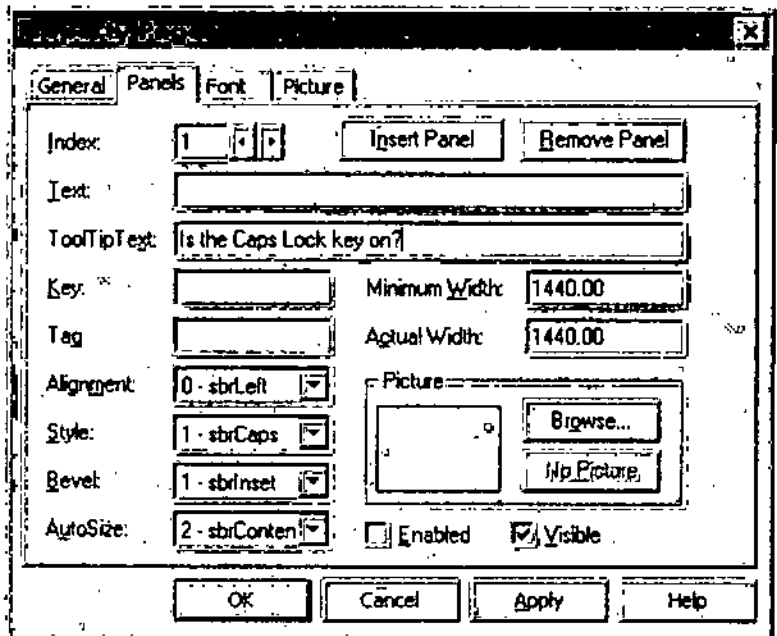 General Panels Font Picture
Index: 1 Insert Panel Remove Panel
Text:
ToolTipText: Is the Caps Lock key on?
Key: Minimum Width: 1440.00
Tag Actual Width: 1440.00
Alignment: 0 - sbrLeft Picture
Style: 1 - sbrCaps Browse...
Bevel: 1 - sbrInset No Picture
AutoSize: 2 - sbrConten Enabled Visible
OK Cancel Apply Help